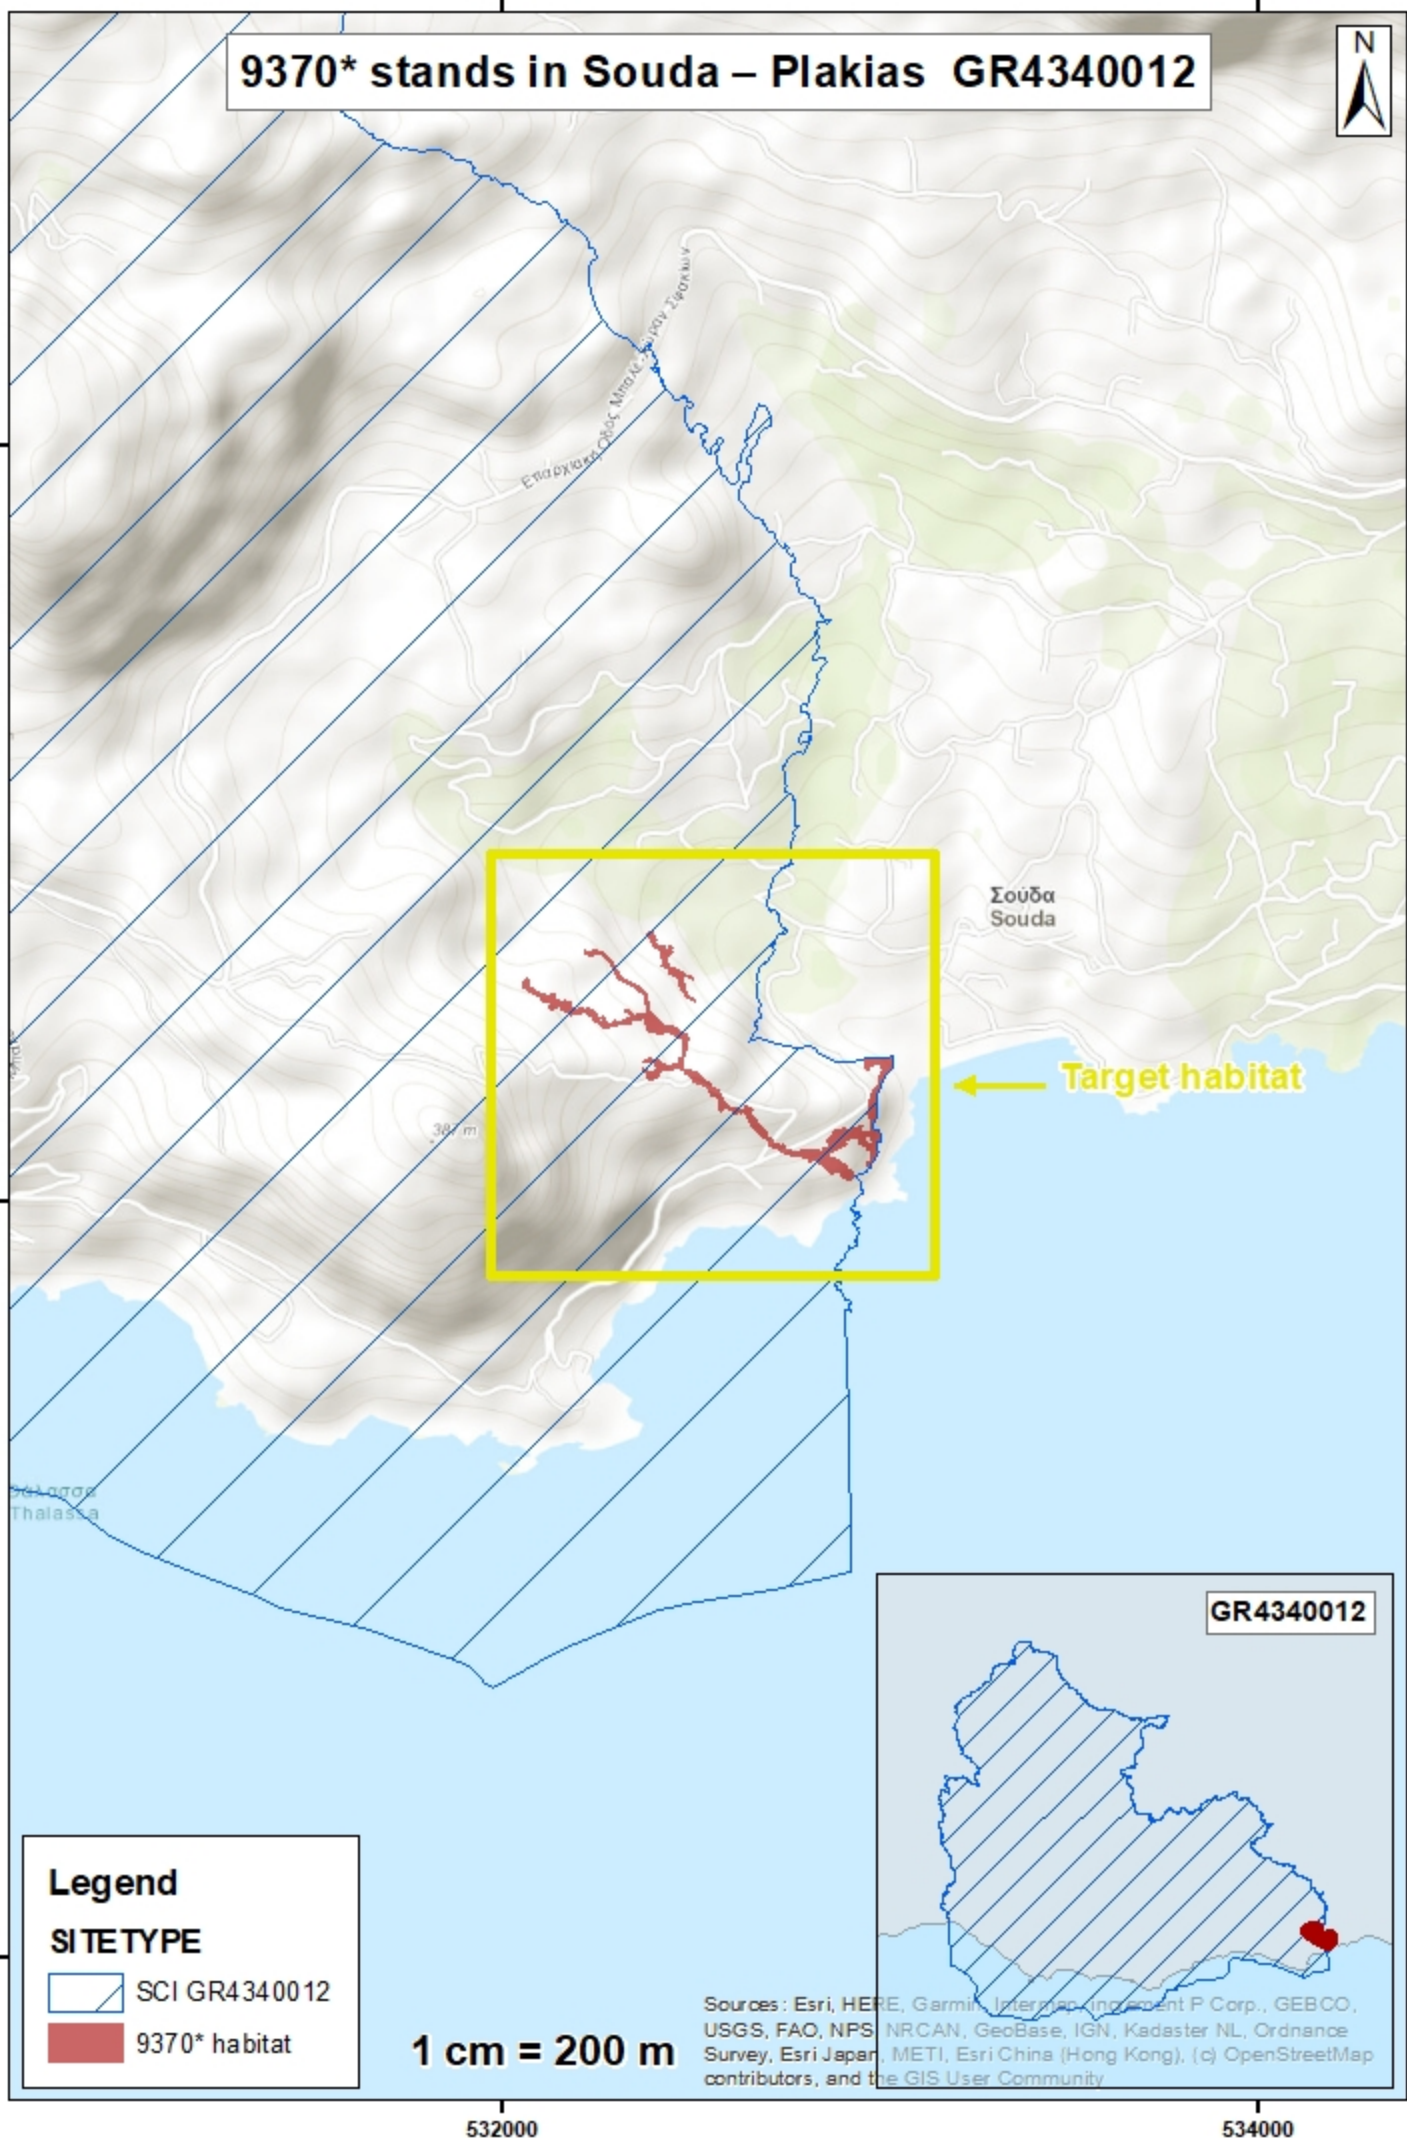 9370* stands in Souda – Plakias GR4340012
N
Επαρχιακή Οδός
Σφακίων
Σούδα
Souda
Target habitat
387 m
θάλασσα
Thalassa
GR4340012
Legend
SITETYPE
SCI GR4340012
9370* habitat
1 cm = 200 m
Sources: Esri, HERE, Garmin, Intermap, increment P Corp., GEBCO,
USGS, FAO, NPS, NRCAN, GeoBase, IGN, Kadaster NL, Ordnance
Survey, Esri Japan, METI, Esri China (Hong Kong), (c) OpenStreetMap
contributors, and the GIS User Community
532000
534000